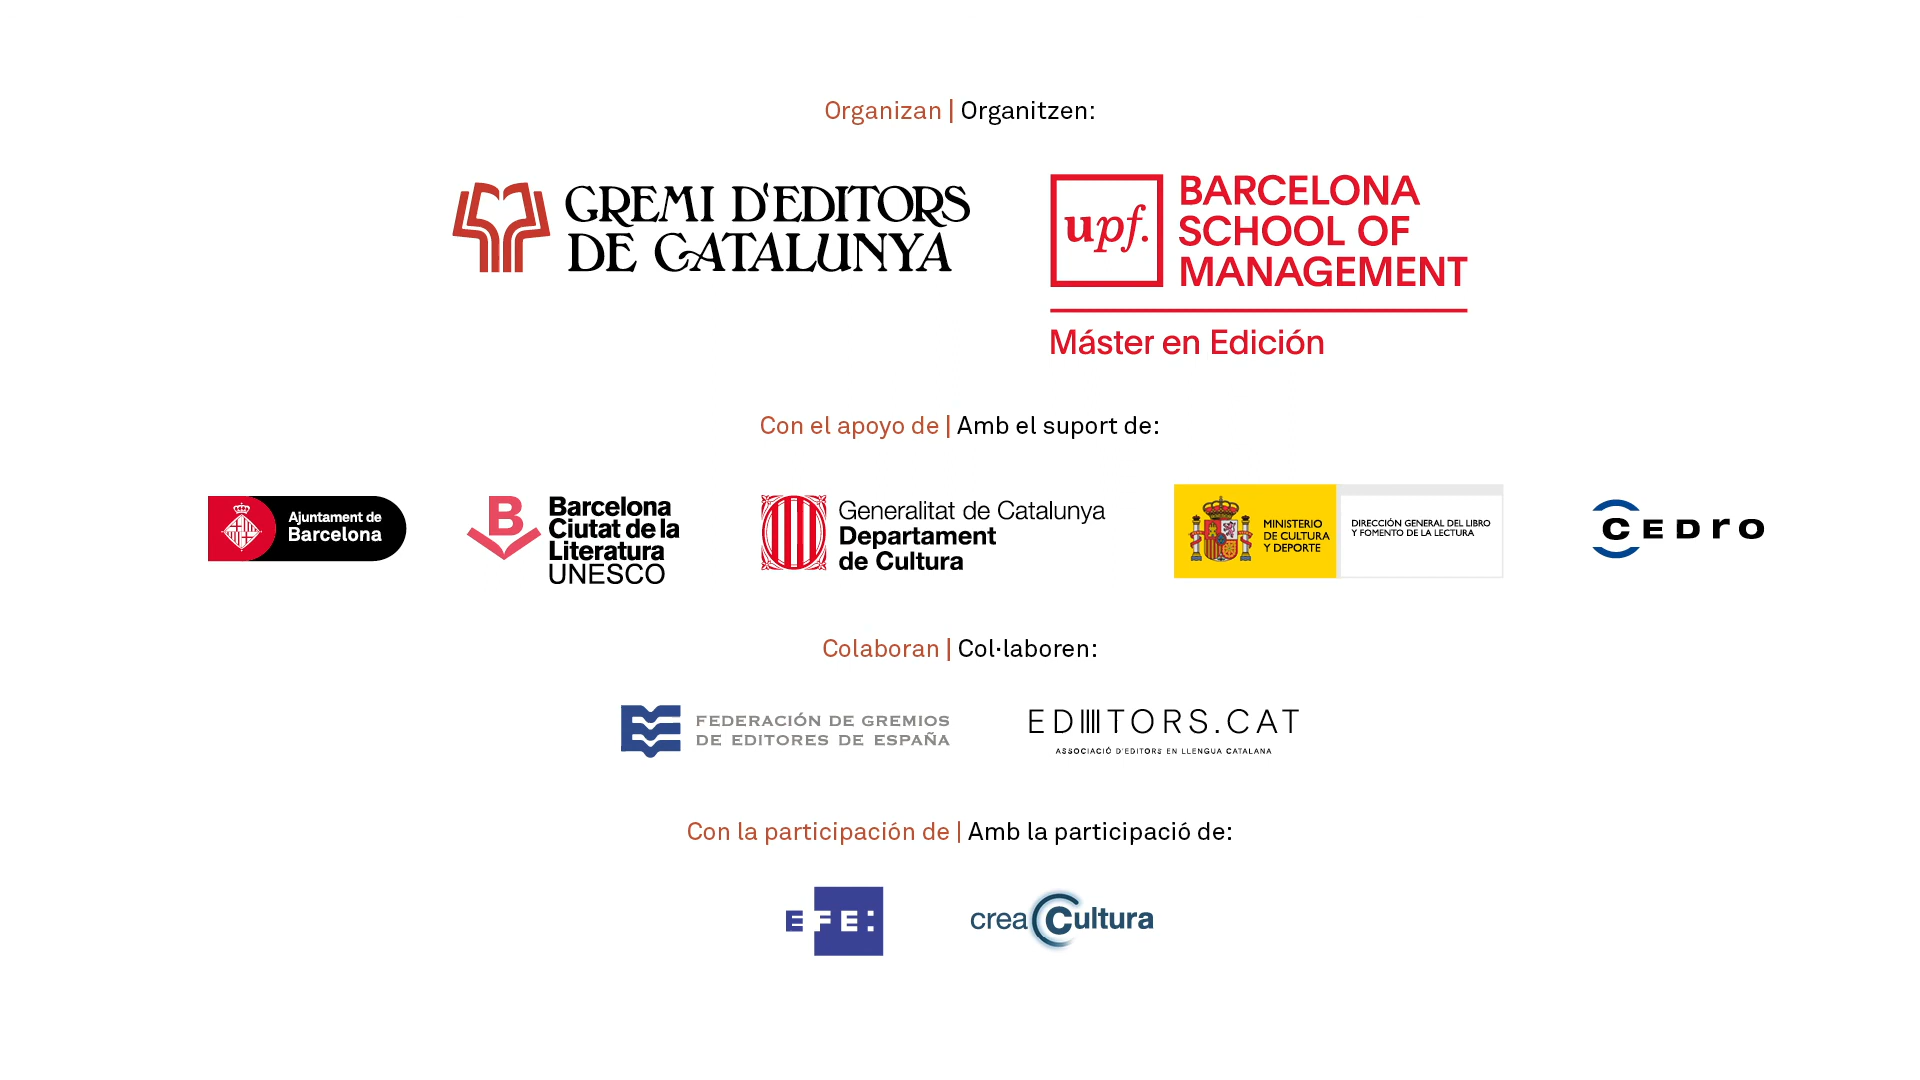 Organizan | Organitzen:
GREMI D'EDITORS
DE CATALUNYA
upf.
BARCELONA
SCHOOL OF
MANAGEMENT
Máster en Edición
Con el apoyo de | Amb el suport de:
Ajuntament de
Barcelona
B
Barcelona
Ciutat de la
Literatura
UNESCO
Generalitat de Catalunya
Departament
de Cultura
MINISTERIO
DE CULTURA
Y DEPORTE
DIRECCIÓN GENERAL DEL LIBRO
Y FOMENTO DE LA LECTURA
CEDrO
Colaboran | Col·laboren:
FEDERACIÓN DE GREMIOS
DE EDITORES DE ESPAÑA
EDITORS.CAT
ASSOCIACIÓ D'EDITORS EN LLENGUA CATALANA
Con la participación de | Amb la participació de:
EFE:
creaCultura